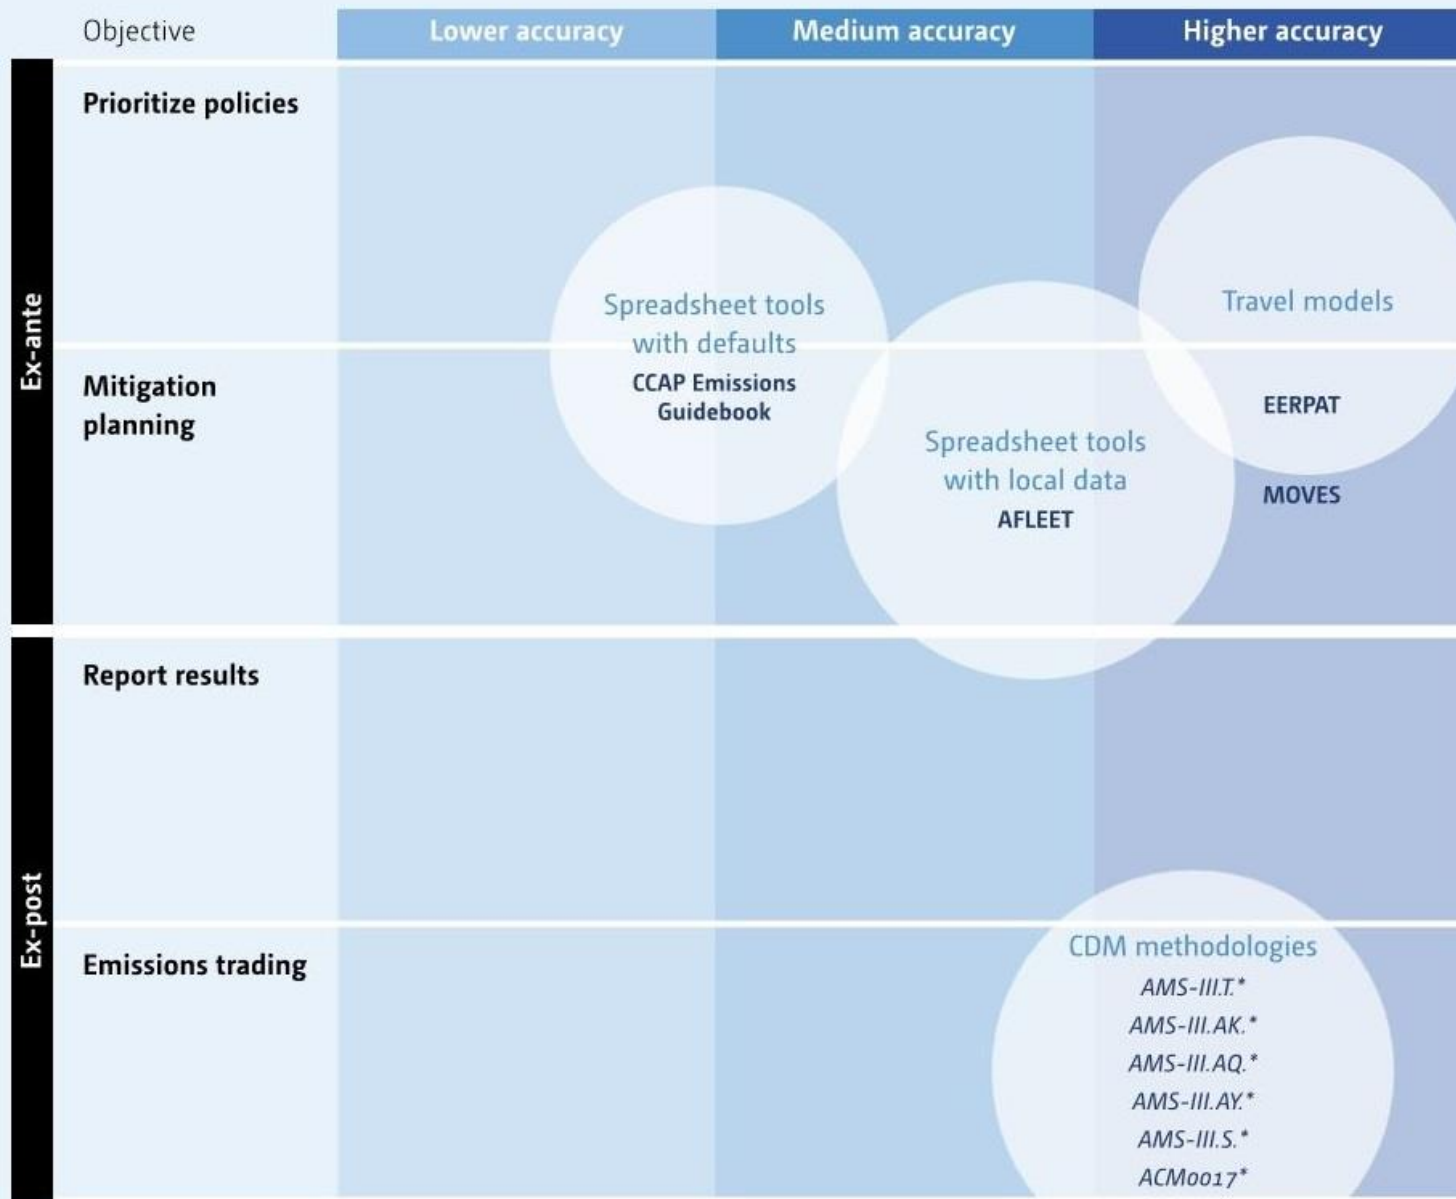 Objective
Lower accuracy
Medium accuracy
Higher accuracy
Ex-ante
Prioritize policies
Spreadsheet tools
with defaults
CCAP Emissions
Guidebook
Travel models
EERPAT
MOVES
Mitigation
planning
Spreadsheet tools
with local data
AFLEET
Ex-post
Report results
Emissions trading
CDM methodologies
AMS-III.T.*
AMS-III.AK.*
AMS-III.AQ.*
AMS-III.AY.*
AMS-III.S.*
ACM0017*